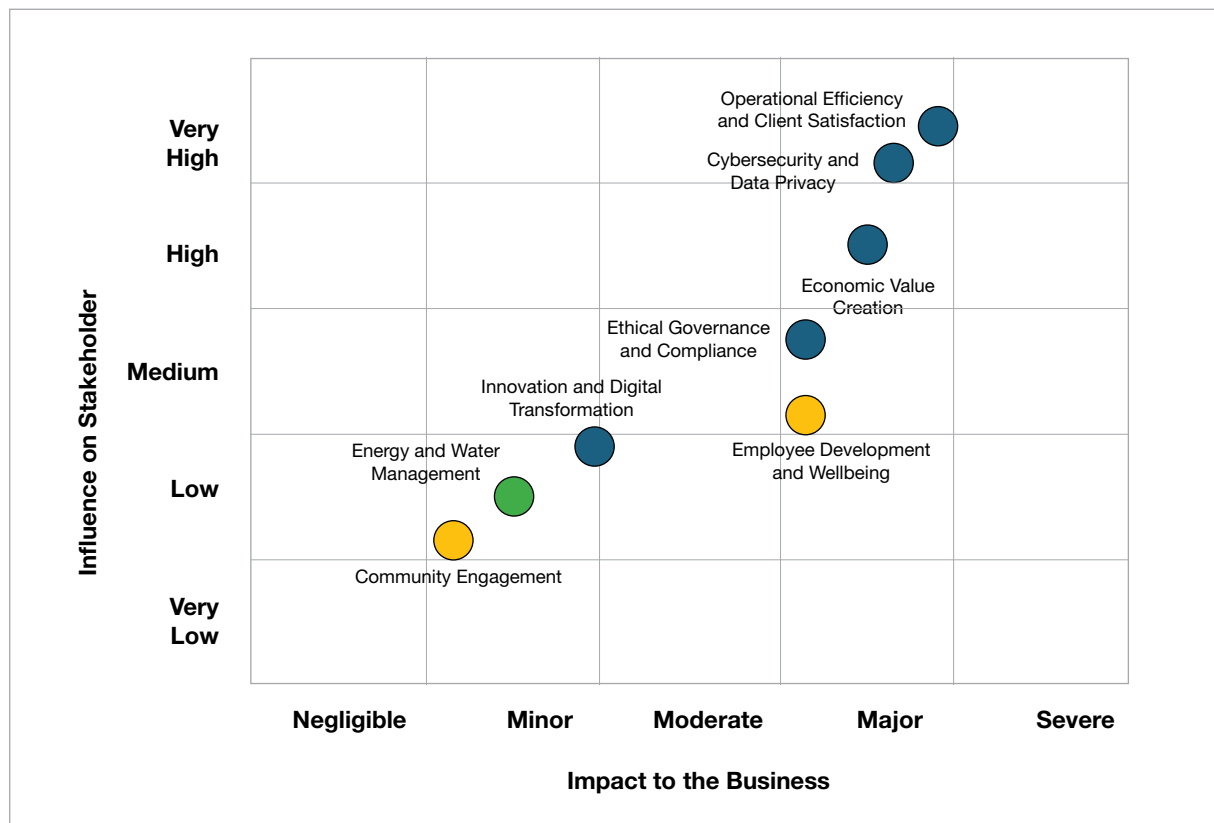 Operational Efficiency
and Client Satisfaction
Very
High
Cybersecurity and
Data Privacy
High
Economic Value
Creation
Ethical Governance
and Compliance
Medium
Innovation and Digital
Transformation
Energy and Water
Management
Employee Development
and Wellbeing
Low
Community Engagement
Very
Low
Influence on Stakeholder
Negligible
Minor
Moderate
Major
Severe
Impact to the Business